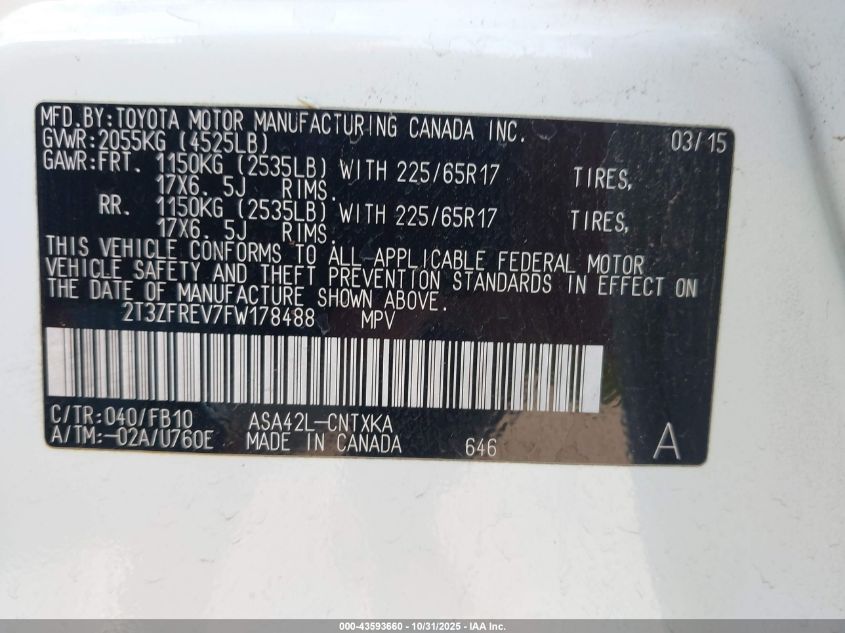 MFD.BY:TOYOTA MOTOR MANUFACTURING CANADA INC. 03/15
GVWR:2055KG (4525LB)
GAWR:FRT. 1150KG (2535LB) WITH 225/65R17 TIRES,
17X6. 5J RIMS.
RR. 1150KG (2535LB) WITH 225/65R17 TIRES,
17X6. 5J RIMS.
THIS VEHICLE CONFORMS TO ALL APPLICABLE FEDERAL MOTOR
VEHICLE SAFETY AND THEFT PREVENTION STANDARDS IN EFFECT ON
THE DATE OF MANUFACTURE SHOWN ABOVE.
2T3ZFREV7FW178488 MPV
C/TR:040/FB10 ASA42L-CNTXKA
A/TM:-02A/U760E MADE IN CANADA 646 A
000-43593660 - 10/31/2025 - IAA Inc.